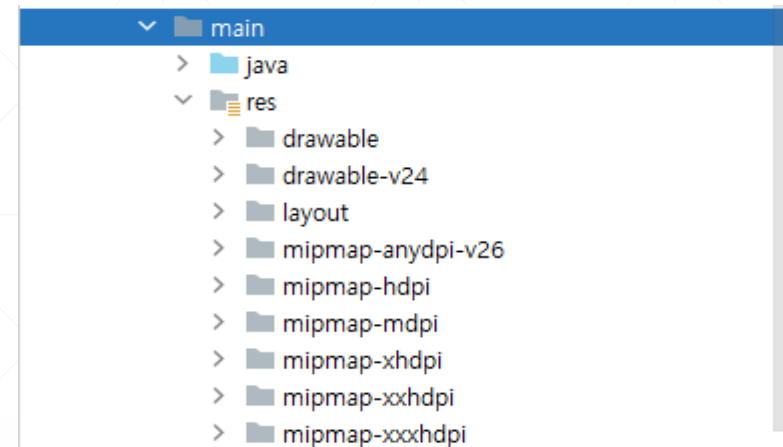 main
java
res
drawable
drawable-v24
layout
mipmap-anydpi-v26
mipmap-hdpi
mipmap-mdpi
mipmap-xhdpi
mipmap-xxhdpi
mipmap-xxxhdpi